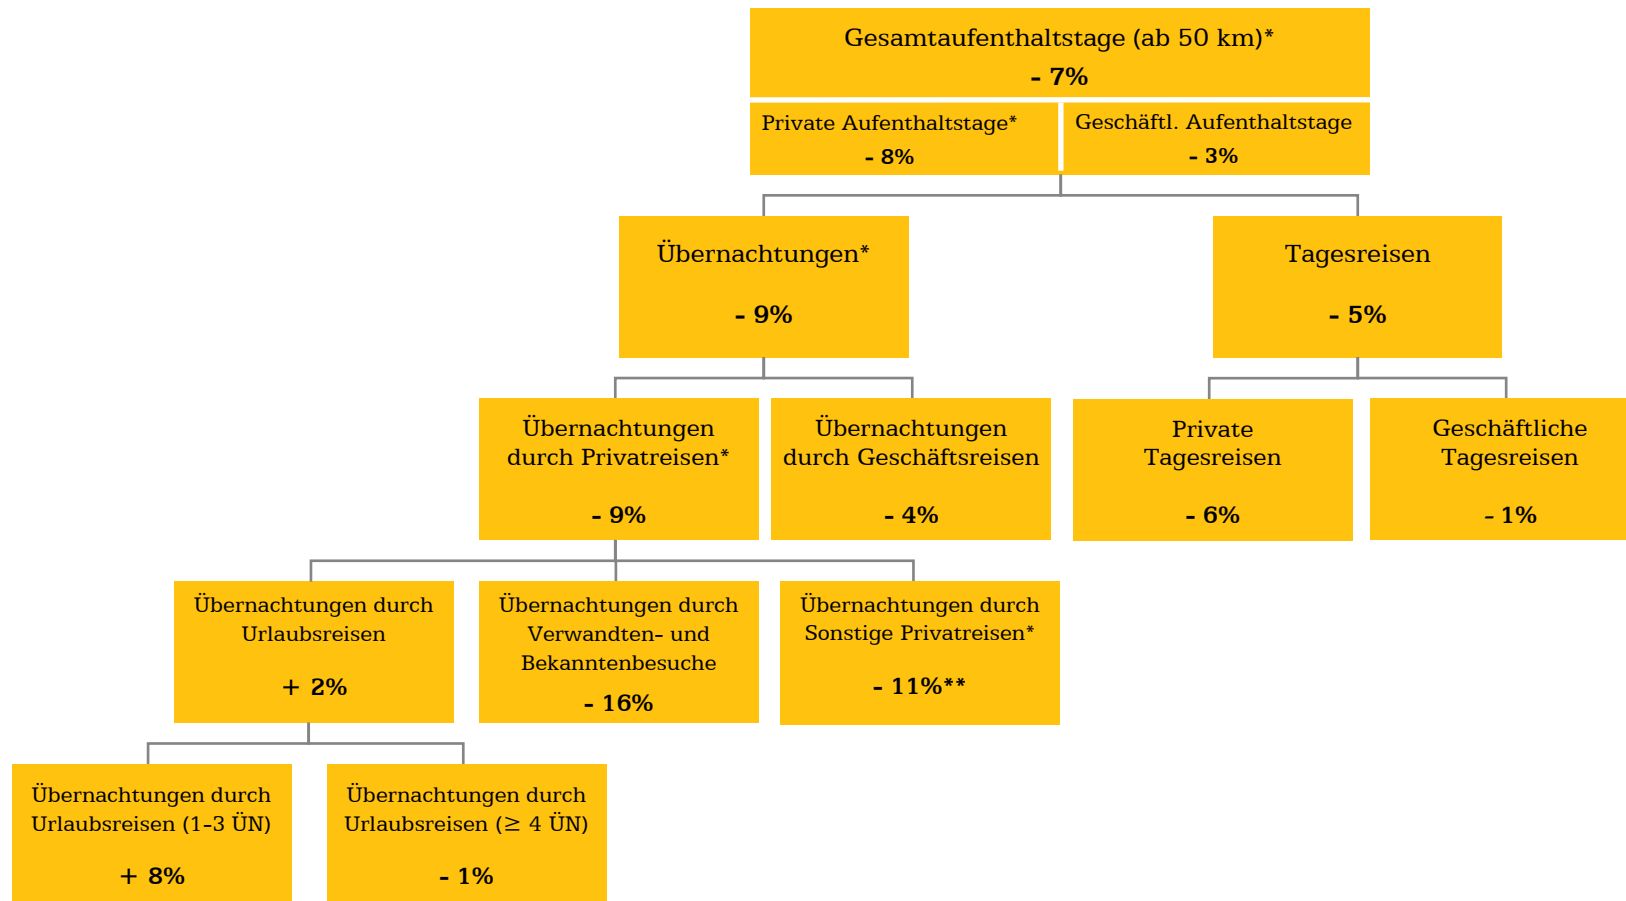 Gesamtaufenthaltstage (ab 50 km)*
- 7%
Private Aufenthaltstage*
- 8%
Geschäftl. Aufenthaltstage
- 3%
Übernachtungen*
- 9%
Tagesreisen
- 5%
Übernachtungen
durch Privatreisen*
- 9%
Übernachtungen
durch Geschäftsreisen
- 4%
Private
Tagesreisen
- 6%
Geschäftliche
Tagesreisen
- 1%
Übernachtungen durch
Urlaubsreisen
+ 2%
Übernachtungen durch
Verwandten- und
Bekanntenbesuche
- 16%
Übernachtungen durch
Sonstige Privatreisen*
- 11%**
Übernachtungen durch
Urlaubsreisen (1-3 ÜN)
+ 8%
Übernachtungen durch
Urlaubsreisen (≥ 4 ÜN)
- 1%